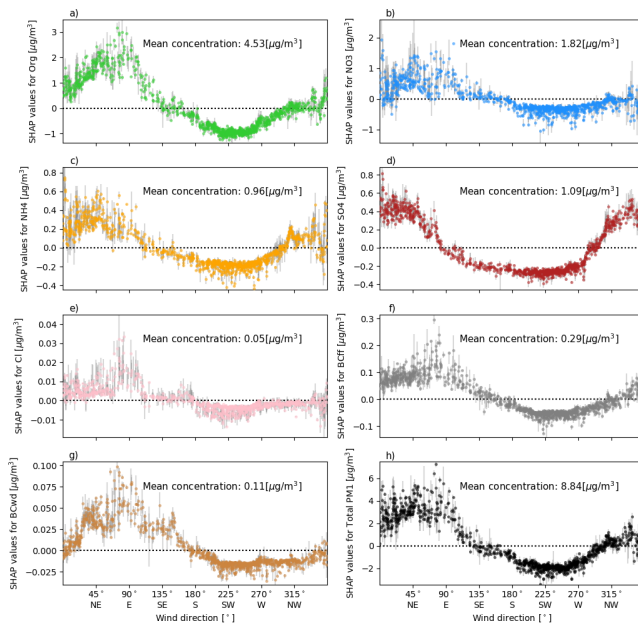 a)
SHAP values for Org [µg/m³]
Mean concentration: 4.53[µg/m³]
3
2
1
0
−1
b)
SHAP values for NO3 [µg/m³]
Mean concentration: 1.82[µg/m³]
2
1
0
−1
c)
SHAP values for NH4 [µg/m³]
Mean concentration: 0.96[µg/m³]
0.8
0.6
0.4
0.2
0.0
−0.2
−0.4
d)
SHAP values for SO4 [µg/m³]
Mean concentration: 1.09[µg/m³]
0.8
0.6
0.4
0.2
0.0
−0.2
−0.4
e)
SHAP values for Cl [µg/m³]
Mean concentration: 0.05[µg/m³]
0.04
0.03
0.02
0.01
0.00
−0.01
f)
SHAP values for BCff [µg/m³]
Mean concentration: 0.29[µg/m³]
0.3
0.2
0.1
0.0
−0.1
g)
SHAP values for BCwd [µg/m³]
Mean concentration: 0.11[µg/m³]
0.100
0.075
0.050
0.025
0.000
−0.025
45° 90° 135° 180° 225° 270° 315°
NE E SE S SW W NW
Wind direction [°]
h)
SHAP values for Total PM1 [µg/m³]
Mean concentration: 8.84[µg/m³]
6
4
2
0
−2
45° 90° 135° 180° 225° 270° 315°
NE E SE S SW W NW
Wind direction [°]